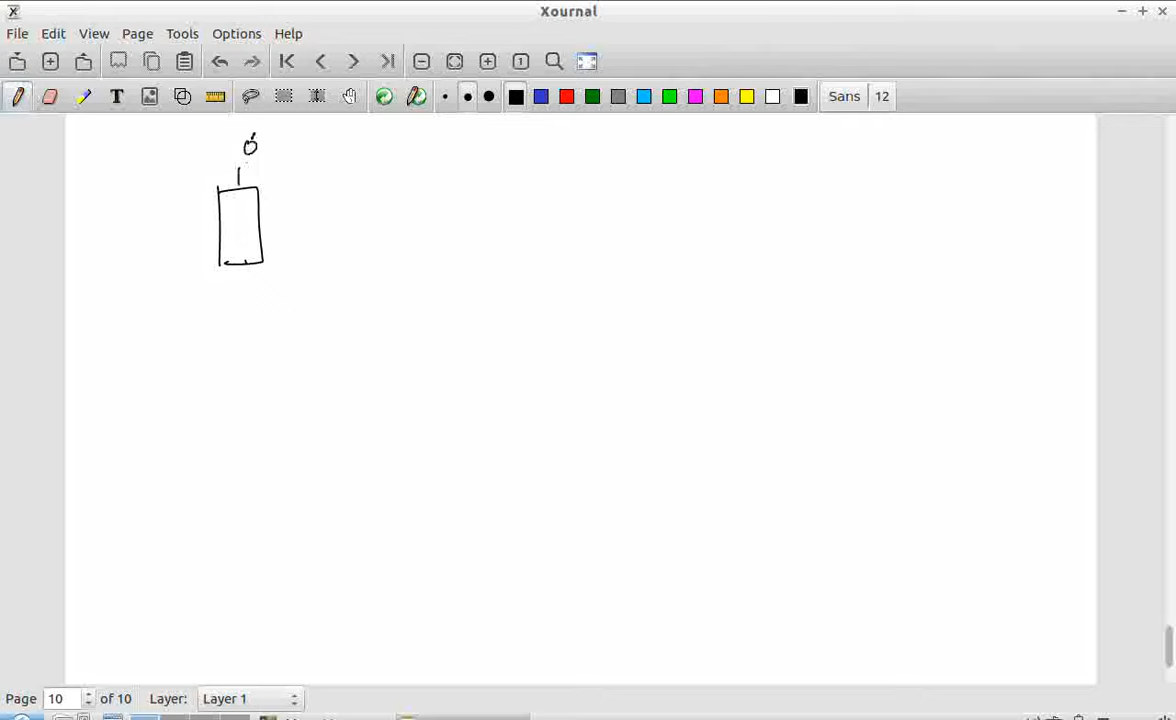 Xournal
File Edit View Page Tools Options Help
Sans 12
Page 10 of 10 Layer: Layer 1